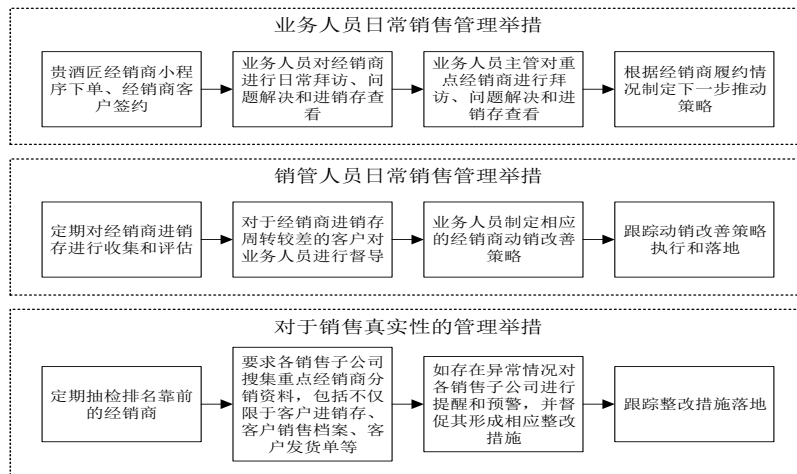 业务人员日常销售管理举措
贵酒匠经销商小程
序下单、经销商客
户签约
业务人员对经销商
进行日常拜访、问
题解决和进销存查
看
业务人员主管对重
点经销商进行拜
访、问题解决和进
销存查看
根据经销商履约情
况制定下一步推动
策略
销管人员日常销售管理举措
定期对经销商进销
存进行收集和评估
对于经销商进销存
周转较差的客户对
业务人员进行督导
业务人员制定相应
的经销商动销改善
策略
跟踪动销改善策略
执行和落地
对于销售真实性的管理举措
定期抽检排名靠前
的经销商
要求各销售子公司
搜集重点经销商分
销资料，包括不仅
限于客户进销存、
客户销售档案、客
户发货单等
如存在异常情况对
各销售子公司进行
提醒和预警，并督
促其形成相应整改
措施
跟踪整改措施落地